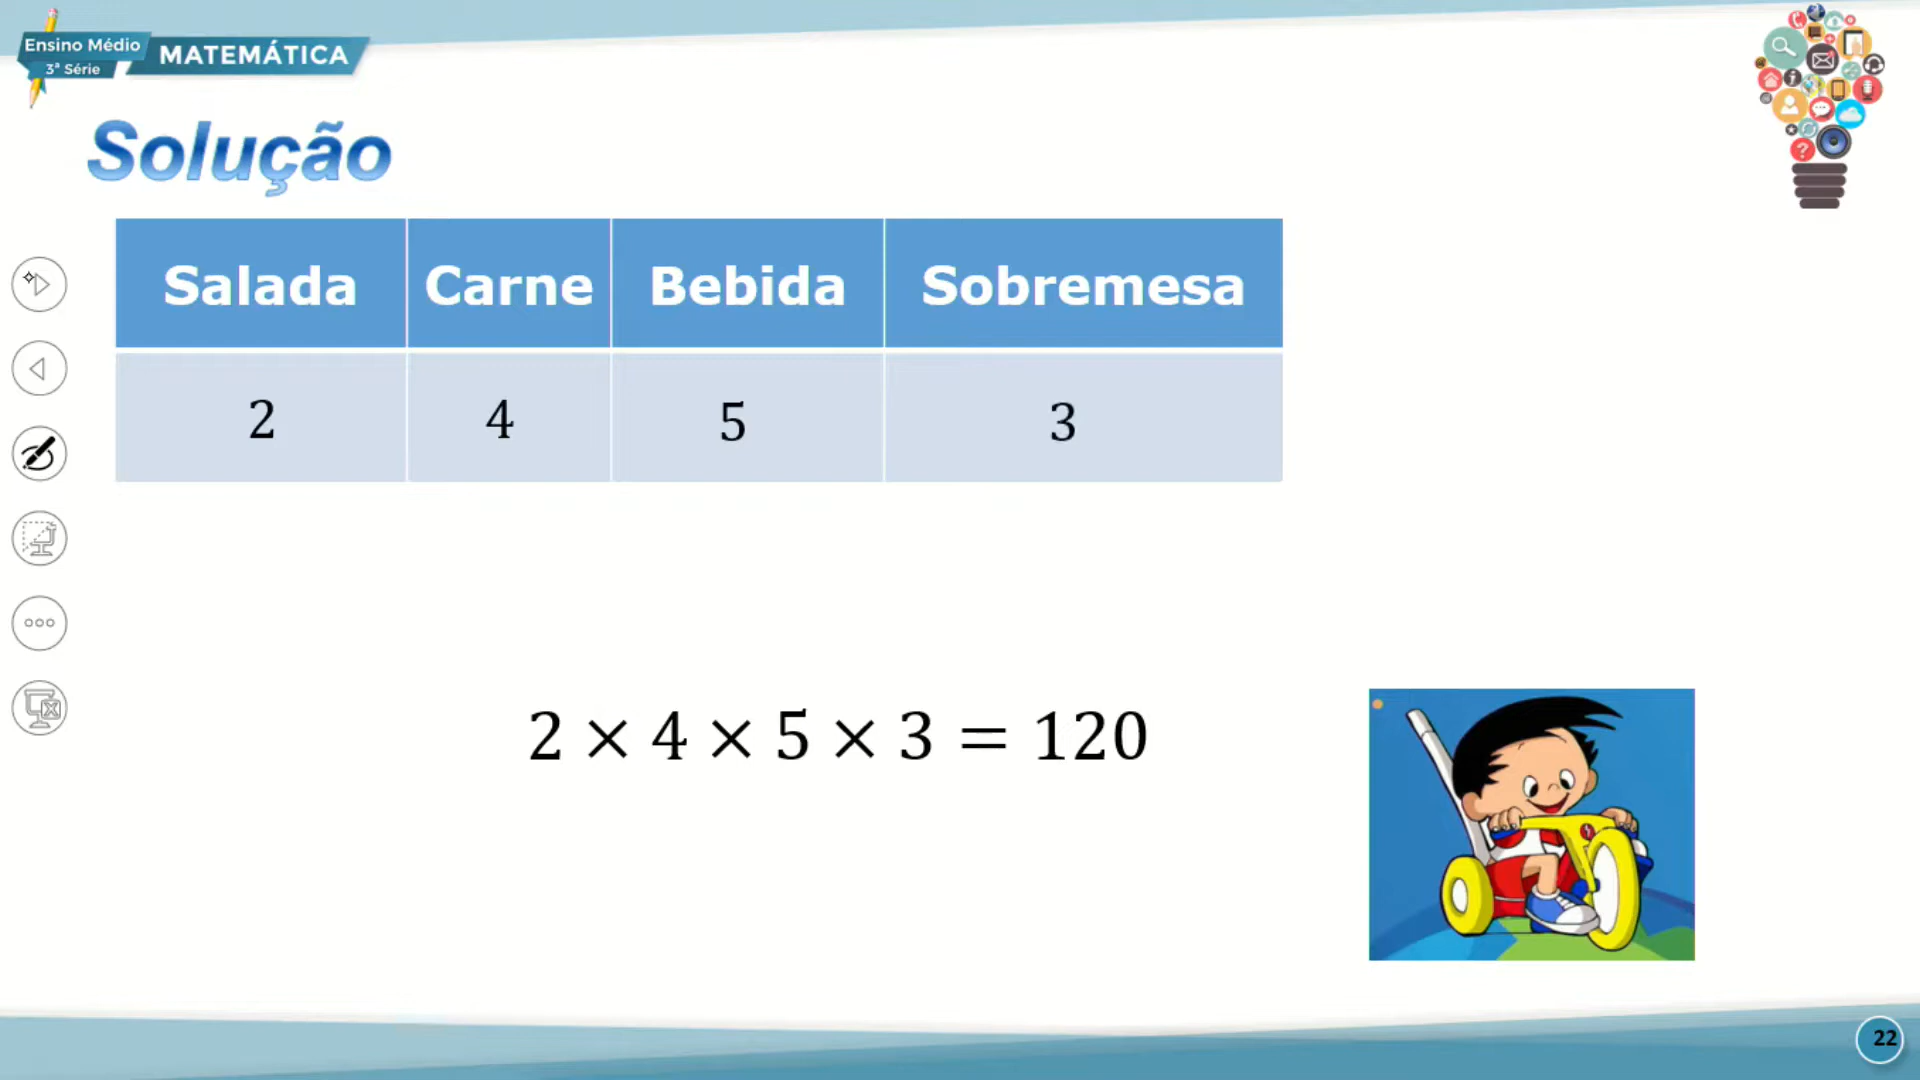 Ensino Médio
3ª Série
MATEMÁTICA
Solução
Salada Carne Bebida Sobremesa
2 4 5 3
2 × 4 × 5 × 3 = 120
22